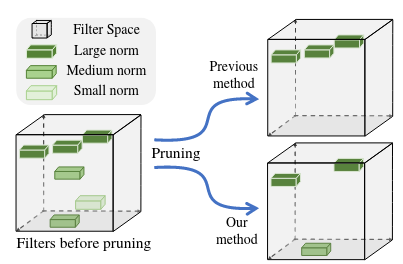 Filter Space
Large norm
Medium norm
Small norm
Previous
method
Pruning
Our
method
Filters before pruning